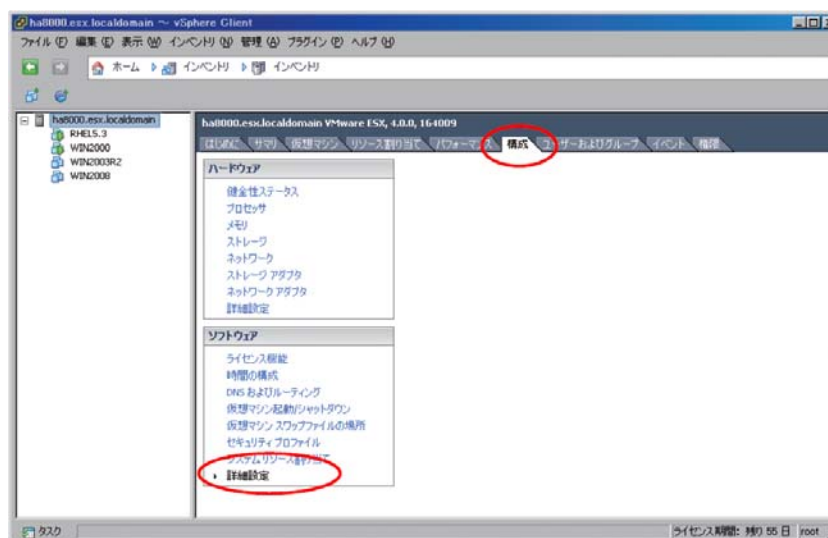 ha8000.esx.localdomain ～ vSphere Client
ファイル (F) 編集 (E) 表示 (W) インベントリ (N) 管理 (A) プラグイン (P) ヘルプ (H)
ホーム インベントリ インベントリ
ha8000.esx.localdomain
RHEL5.3
WIN2000
WIN2003R2
WIN2008
ha8000.esx.localdomain VMware ESX, 4.0.0, 164009
はじめに サマリ 仮想マシン リソース割り当て パフォーマンス 構成 ユーザーおよびグループ イベント 権限
ハードウェア
健全性ステータス
プロセッサ
メモリ
ストレージ
ネットワーク
ストレージ アダプタ
ネットワーク アダプタ
詳細設定
ソフトウェア
ライセンス機能
時間の構成
DNS およびルーティング
仮想マシン起動/シャットダウン
仮想マシン スワップファイルの場所
セキュリティ プロファイル
システム リソース割り当て
詳細設定
タスク
ライセンス期間: 残り 55 日 root